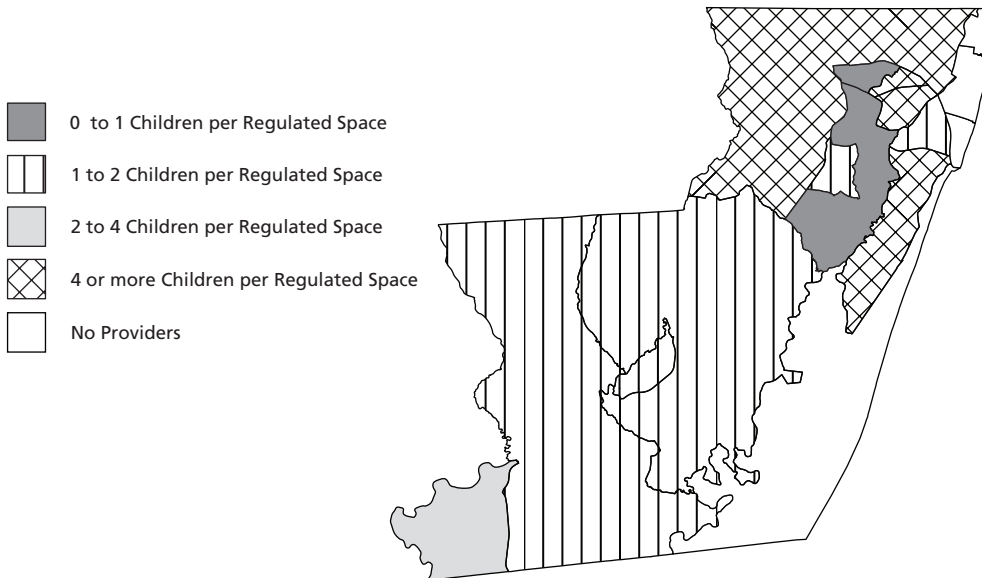 0 to 1 Children per Regulated Space
1 to 2 Children per Regulated Space
2 to 4 Children per Regulated Space
4 or more Children per Regulated Space
No Providers